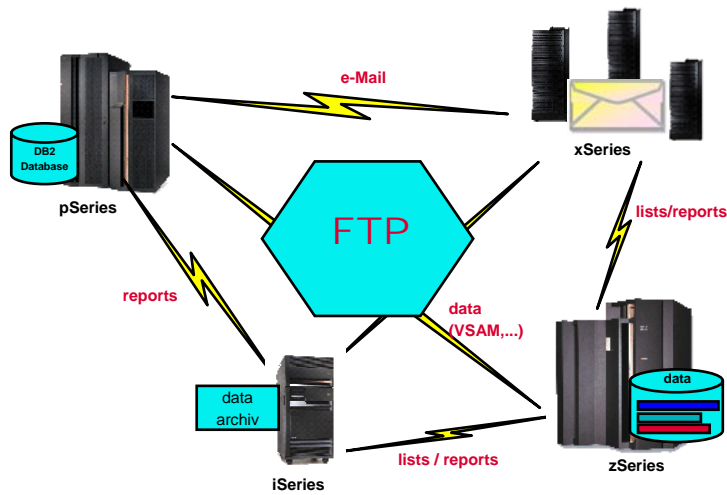 e-Mail
DB2
Database
pSeries
xSeries
FTP
lists/reports
reports
data
(VSAM,...)
data
archiv
data
lists / reports
iSeries
zSeries